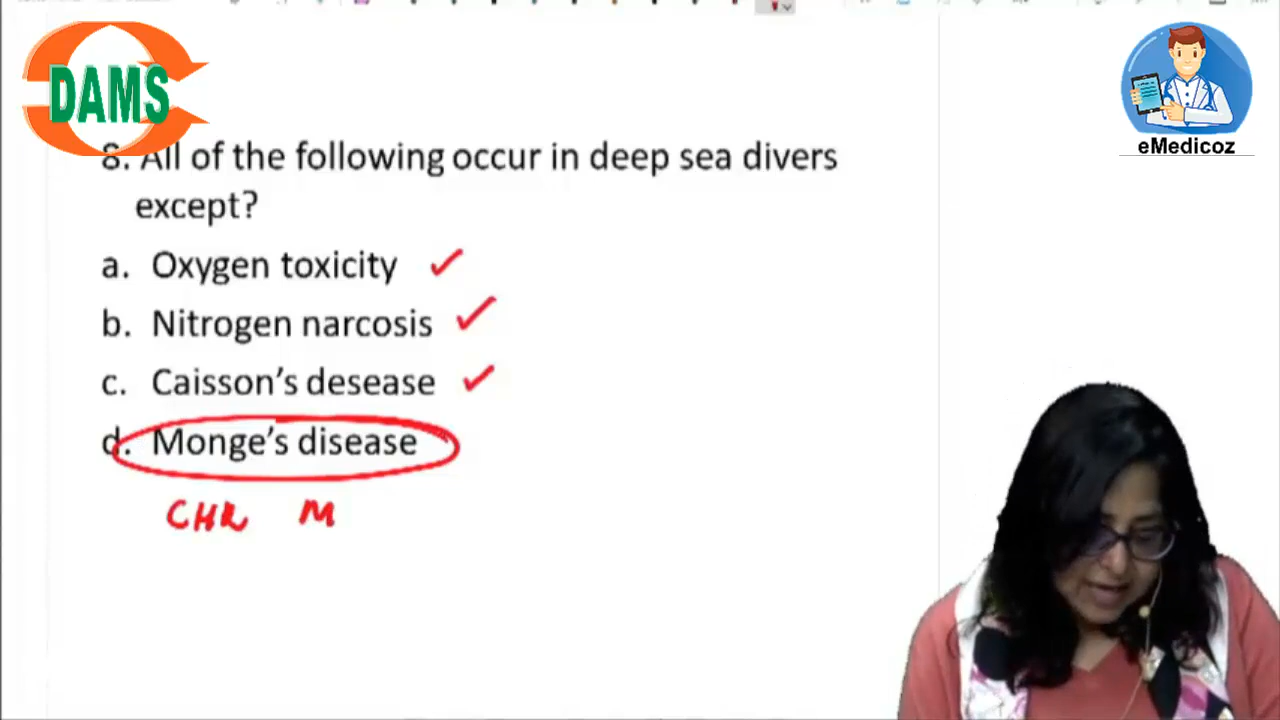 DAMS
eMedicoz
8. All of the following occur in deep sea divers
except?
a. Oxygen toxicity
b. Nitrogen narcosis
c. Caisson's desease
d. Monge's disease
CHR M